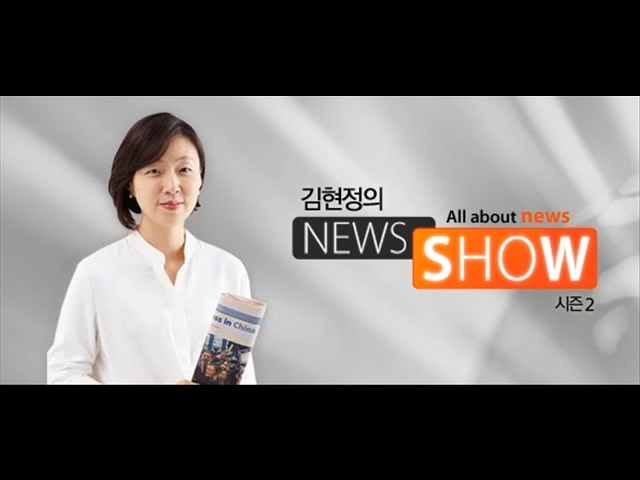 김현정의
All about news
NEWS SHOW
시즌 2
ss in China